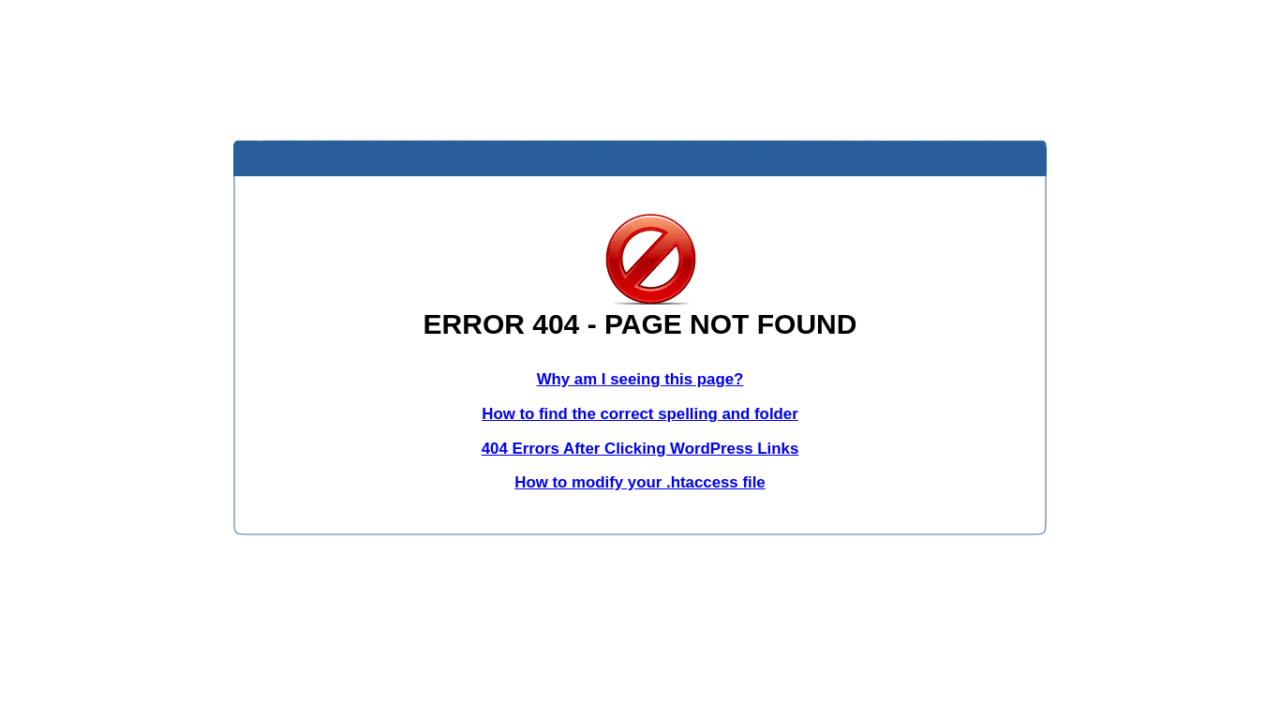 ERROR 404 - PAGE NOT FOUND
Why am I seeing this page?
How to find the correct spelling and folder
404 Errors After Clicking WordPress Links
How to modify your .htaccess file